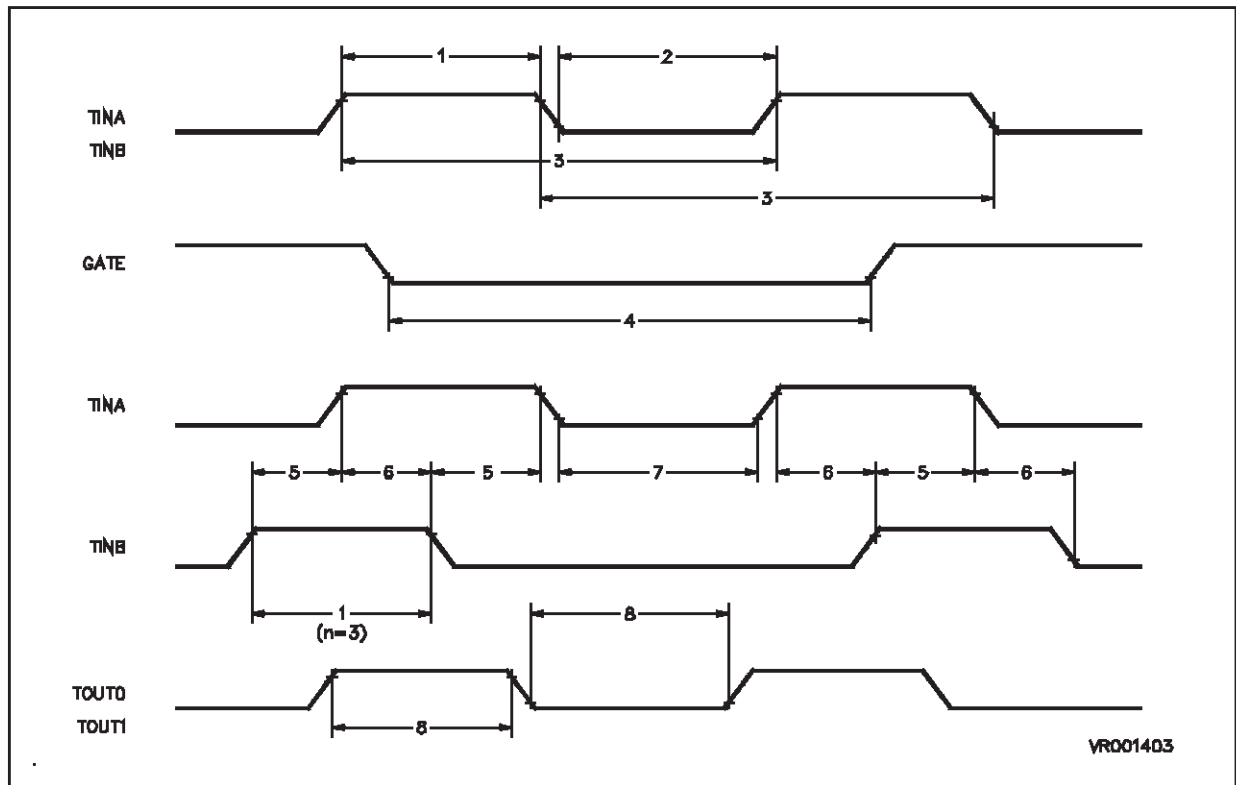 1
2
TINA
TINB
3
3
GATE
4
TINA
5 6 5 7 6 5 6
TINB
1
(n=3)
8
TOUT0
TOUT1
8
VR001403